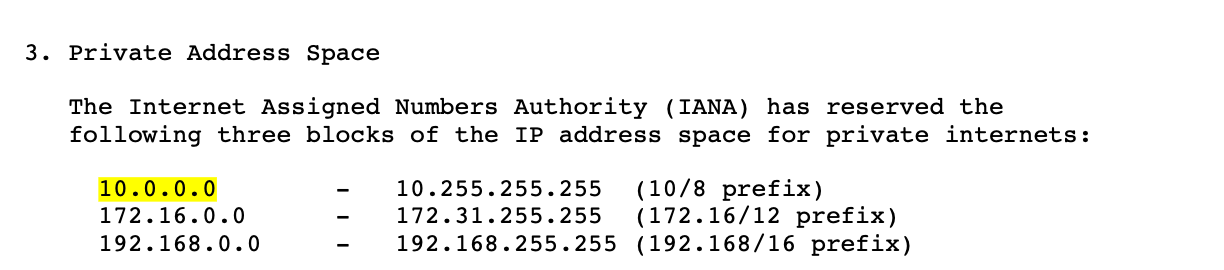 3. Private Address Space
The Internet Assigned Numbers Authority (IANA) has reserved the
following three blocks of the IP address space for private internets:
10.0.0.0 - 10.255.255.255 (10/8 prefix)
172.16.0.0 - 172.31.255.255 (172.16/12 prefix)
192.168.0.0 - 192.168.255.255 (192.168/16 prefix)